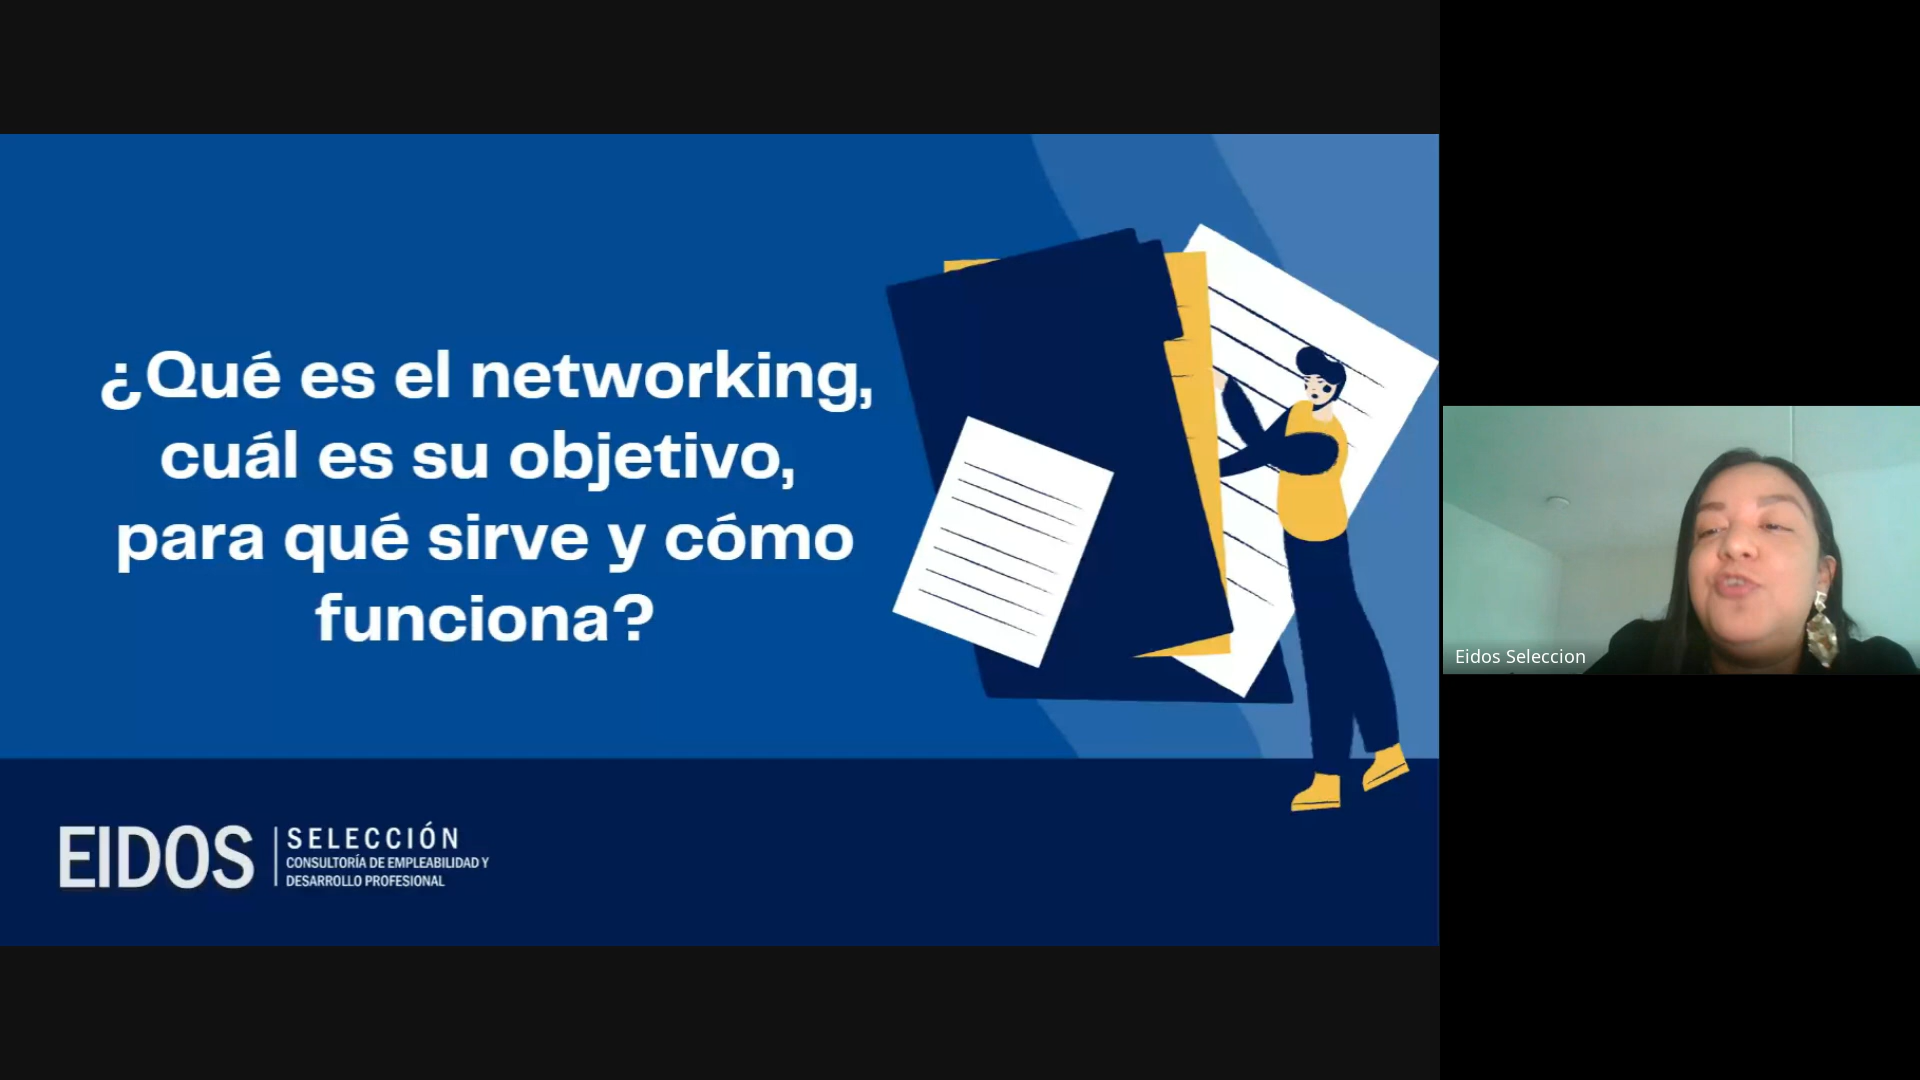 ¿Qué es el networking,
cuál es su objetivo,
para qué sirve y cómo
funciona?
EIDOS
SELECCIÓN
CONSULTORÍA DE EMPLEABILIDAD Y
DESARROLLO PROFESIONAL
Eidos Seleccion